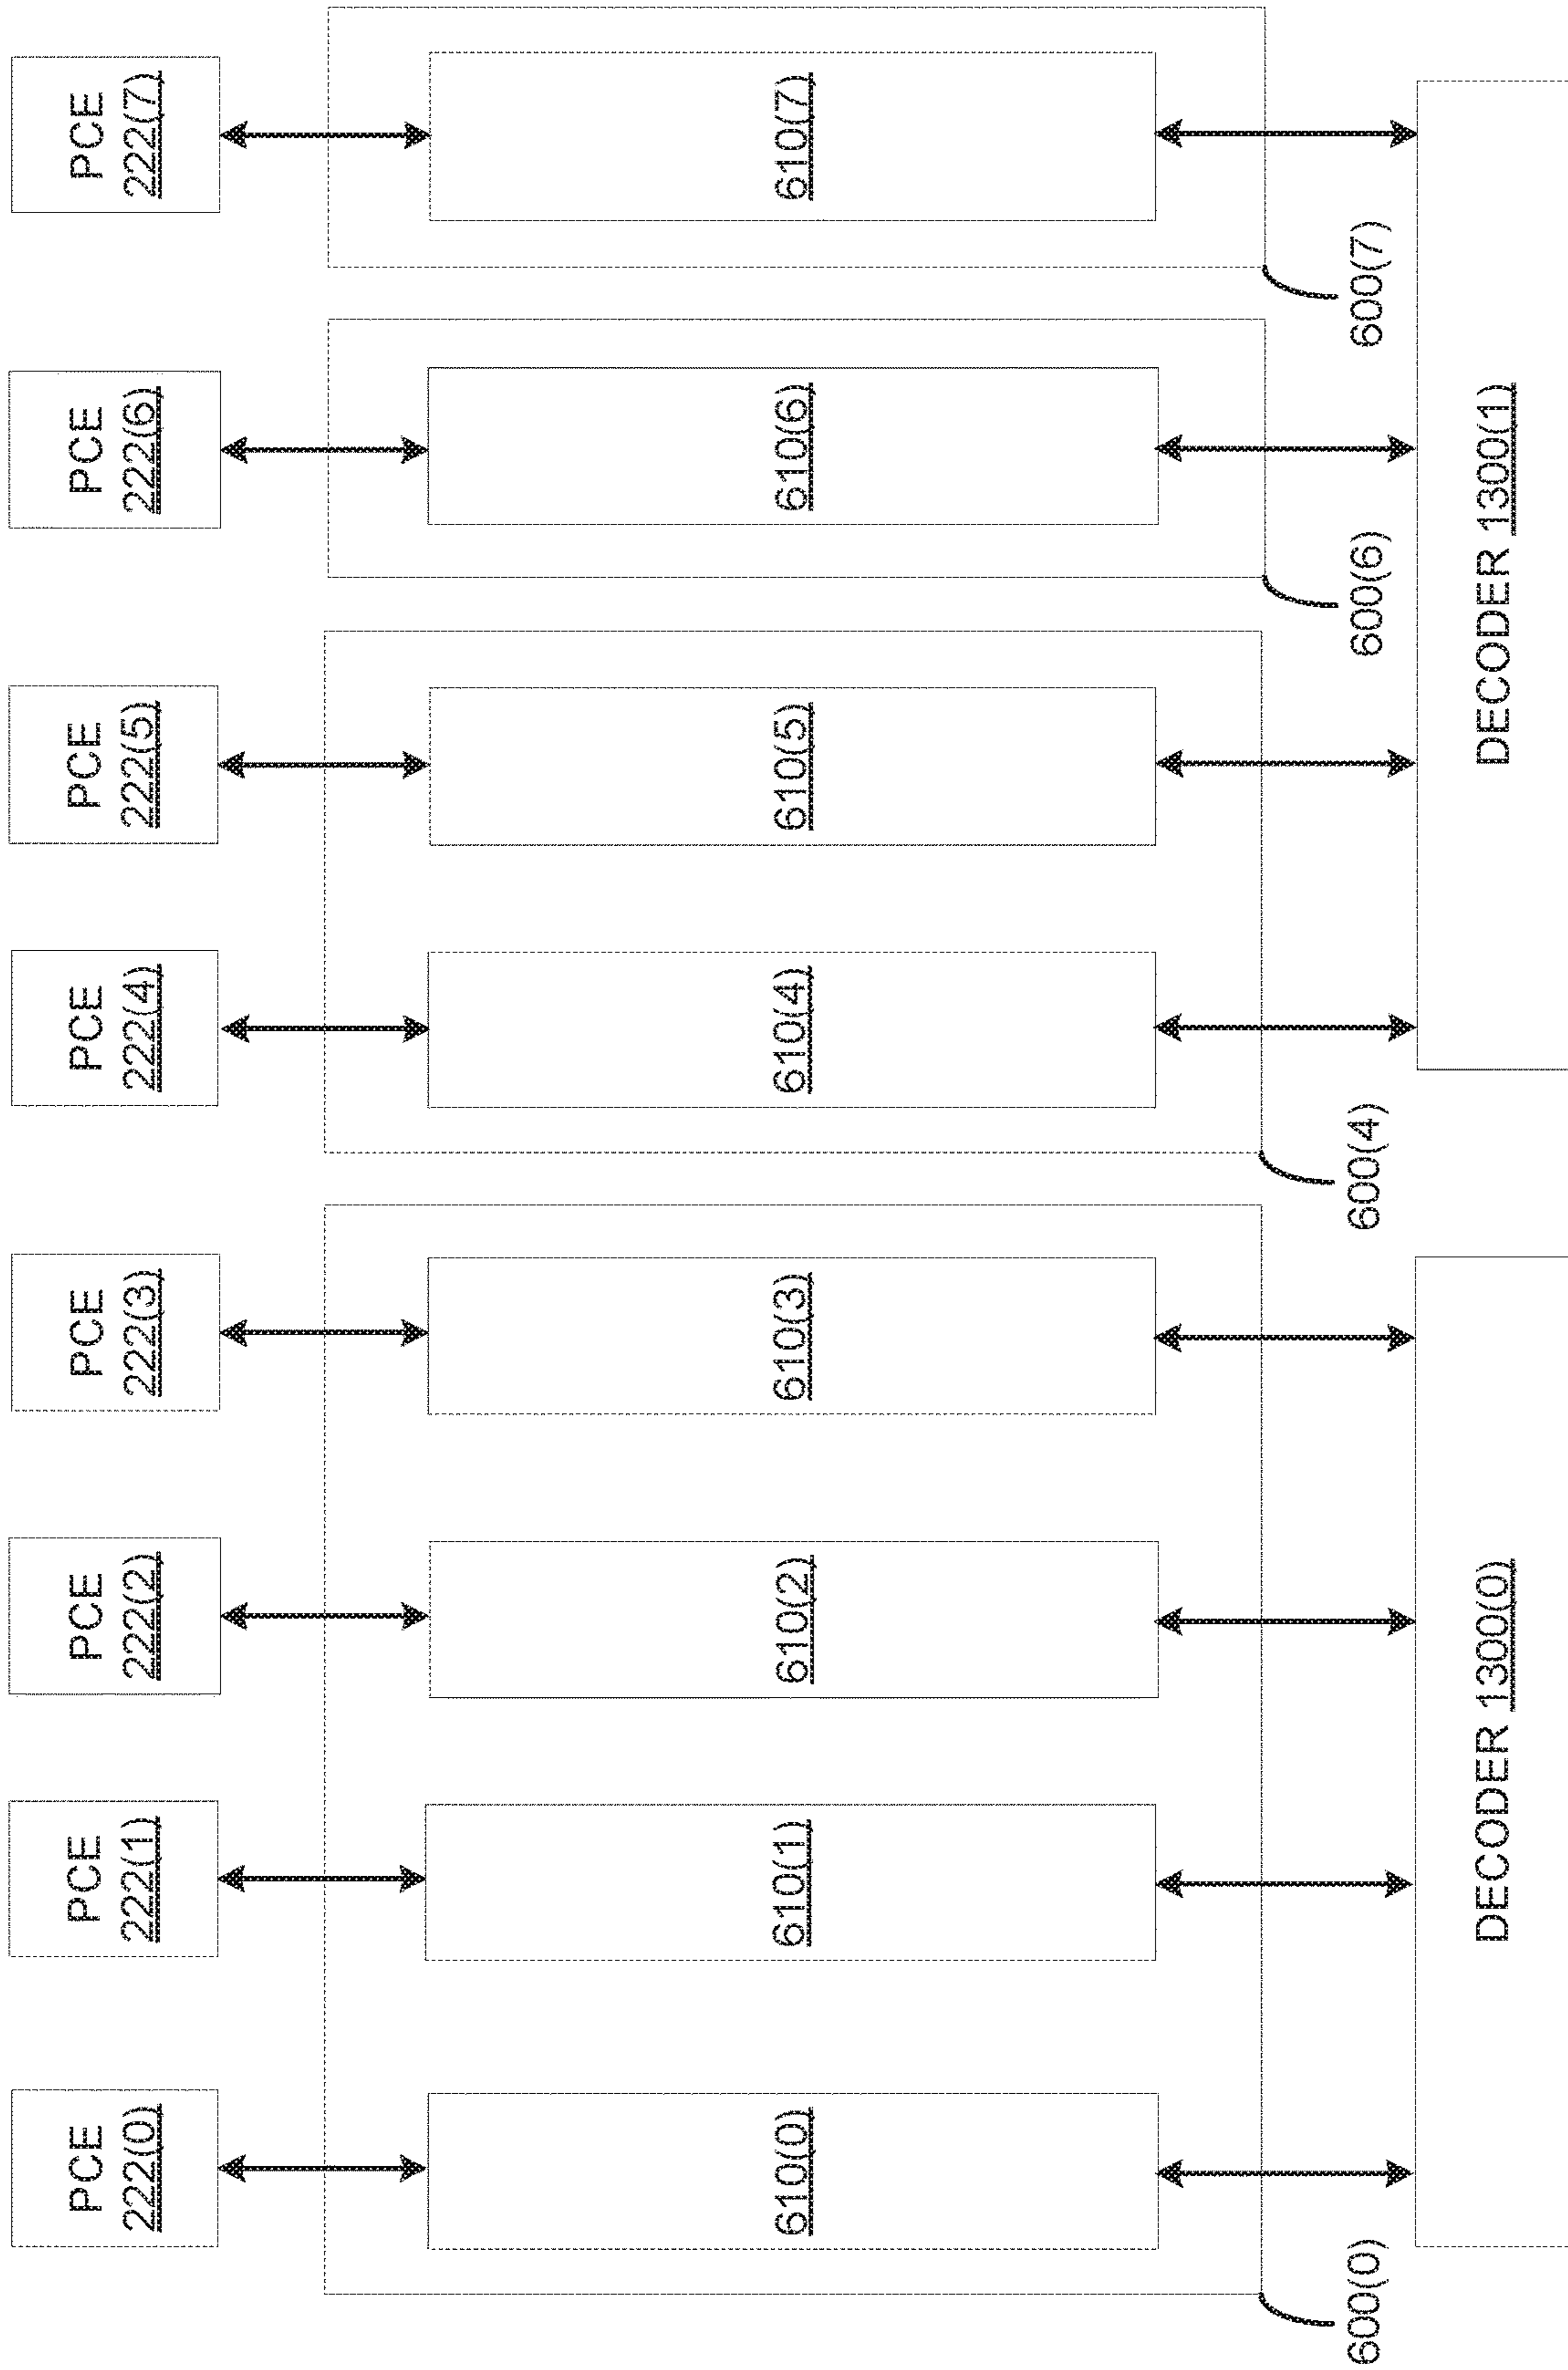 PCE
222(0)
PCE
222(1)
PCE
222(2)
PCE
222(3)
PCE
222(4)
PCE
222(5)
PCE
222(6)
PCE
222(7)
610(0)
610(1)
610(2)
610(3)
610(4)
610(5)
610(6)
610(7)
600(0)
600(4)
600(6)
600(7)
DECODER 1300(0)
DECODER 1300(1)